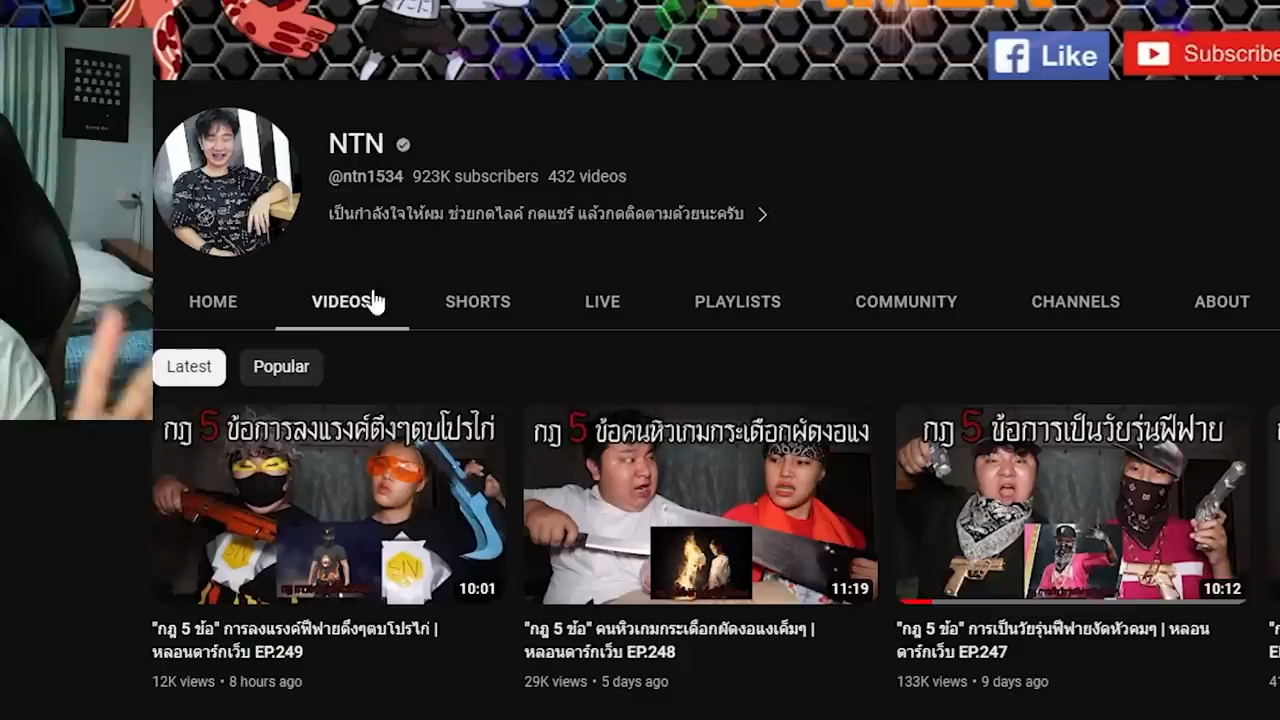 Like
Subscribe
NTN
@ntn1534 923K subscribers 432 videos
เป็นกำลังใจให้ผม ช่วยกดไลค์ กดแชร์ แล้วกดติดตามด้วยนะครับ
HOME VIDEOS SHORTS LIVE PLAYLISTS COMMUNITY CHANNELS ABOUT
Latest Popular
กฎ 5 ข้อการลงแรงค์ตึงๆตบโปรไก่
10:01
กฎ 5 ข้อคนหิวเกมกระเดือกผัดงอแง
11:19
กฎ 5 ข้อการเป็นวัยรุ่นฟีฟาย
10:12
"กฎ 5 ข้อ" การลงแรงค์ฟีฟายตึงๆตบโปรไก่ |
หลอนดาร์กเว็บ EP.249
12K views • 8 hours ago
"กฎ 5 ข้อ" คนหิวเกมกระเดือกผัดงอแงเค็มๆ |
หลอนดาร์กเว็บ EP.248
29K views • 5 days ago
"กฎ 5 ข้อ" การเป็นวัยรุ่นฟีฟายงัดหัวคมๆ | หลอน
ดาร์กเว็บ EP.247
133K views • 9 days ago